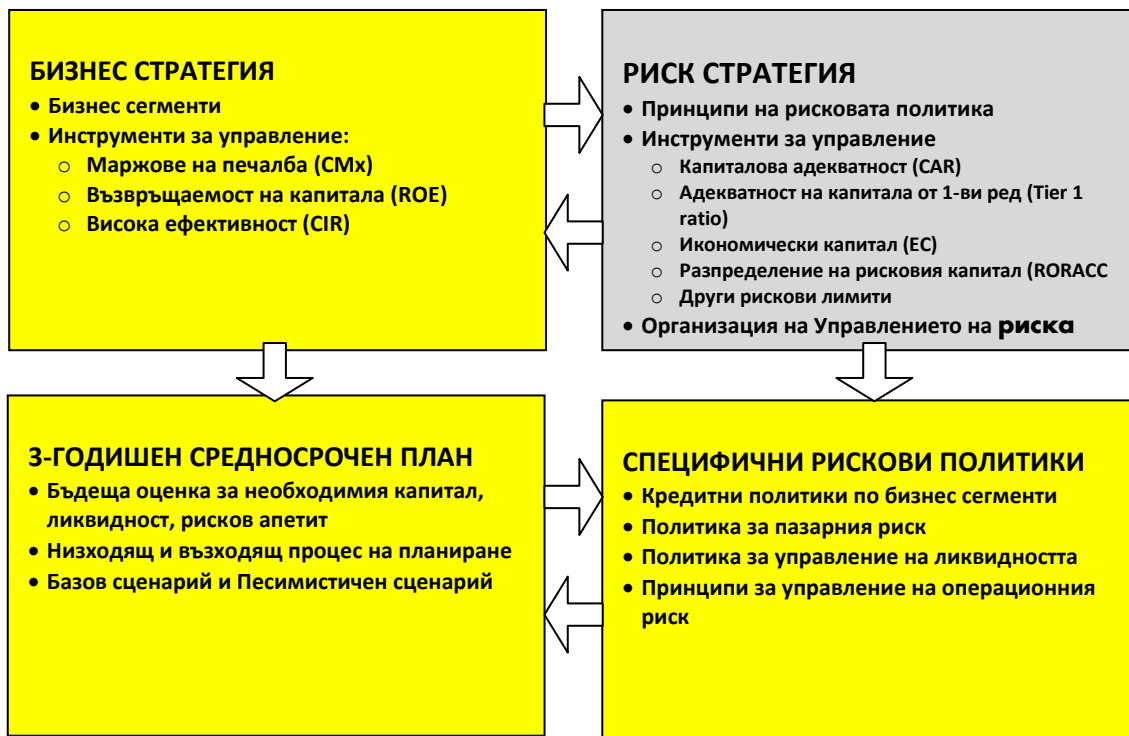 БИЗНЕС СТРАТЕГИЯ
• Бизнес сегменти
• Инструменти за управление:
o Маржове на печалба (CMx)
o Възвръщаемост на капитала (ROE)
o Висока ефективност (CIR)
РИСК СТРАТЕГИЯ
• Принципи на рисковата политика
• Инструменти за управление
o Капиталова адекватност (CAR)
o Адекватност на капитала от 1-ви ред (Tier 1
ratio)
o Икономически капитал (EC)
o Разпределение на рисковия капитал (RORACC
o Други рискови лимити
• Организация на Управлението на риска
3-ГОДИШЕН СРЕДНОСРОЧЕН ПЛАН
• Бъдеща оценка за необходимия капитал,
ликвидност, рисков апетит
• Низходящ и възходящ процес на планиране
• Базов сценарий и Песимистичен сценарий
СПЕЦИФИЧНИ РИСКОВИ ПОЛИТИКИ
• Кредитни политики по бизнес сегменти
• Политика за пазарния риск
• Политика за управление на ликвидността
• Принципи за управление на операционния
риск